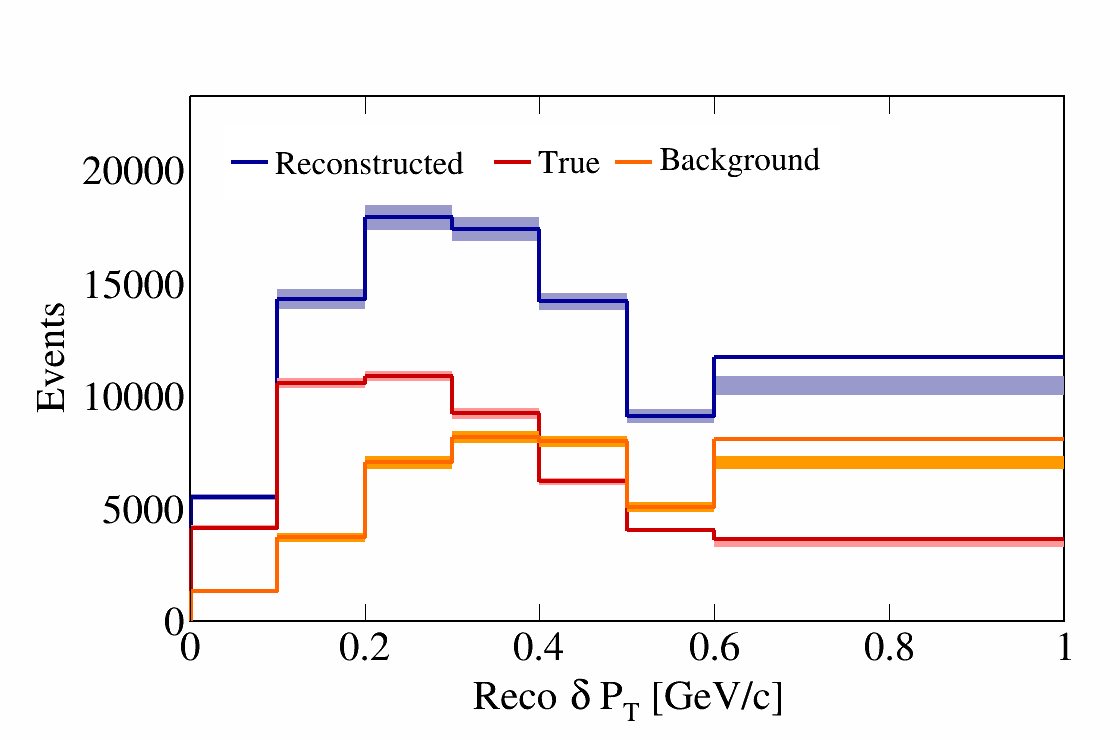 20000
15000
10000
5000
0
Events
Reconstructed True Background
0 0.2 0.4 0.6 0.8 1
Reco δ P_T [GeV/c]